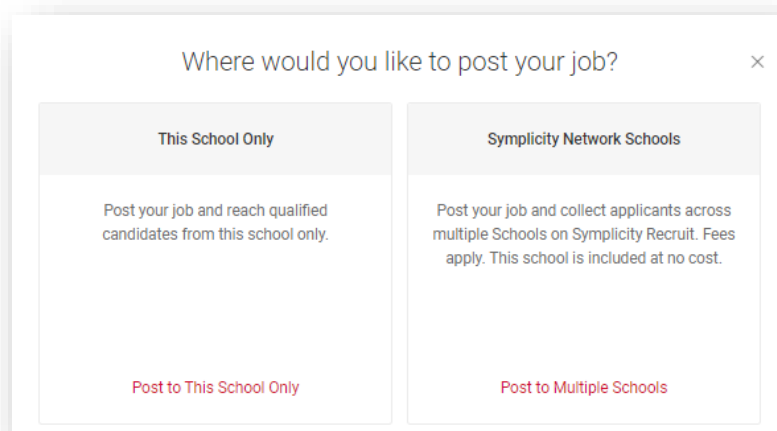 Where would you like to post your job?
This School Only
Post your job and reach qualified
candidates from this school only.
Post to This School Only
Symplicity Network Schools
Post your job and collect applicants across
multiple Schools on Symplicity Recruit. Fees
apply. This school is included at no cost.
Post to Multiple Schools